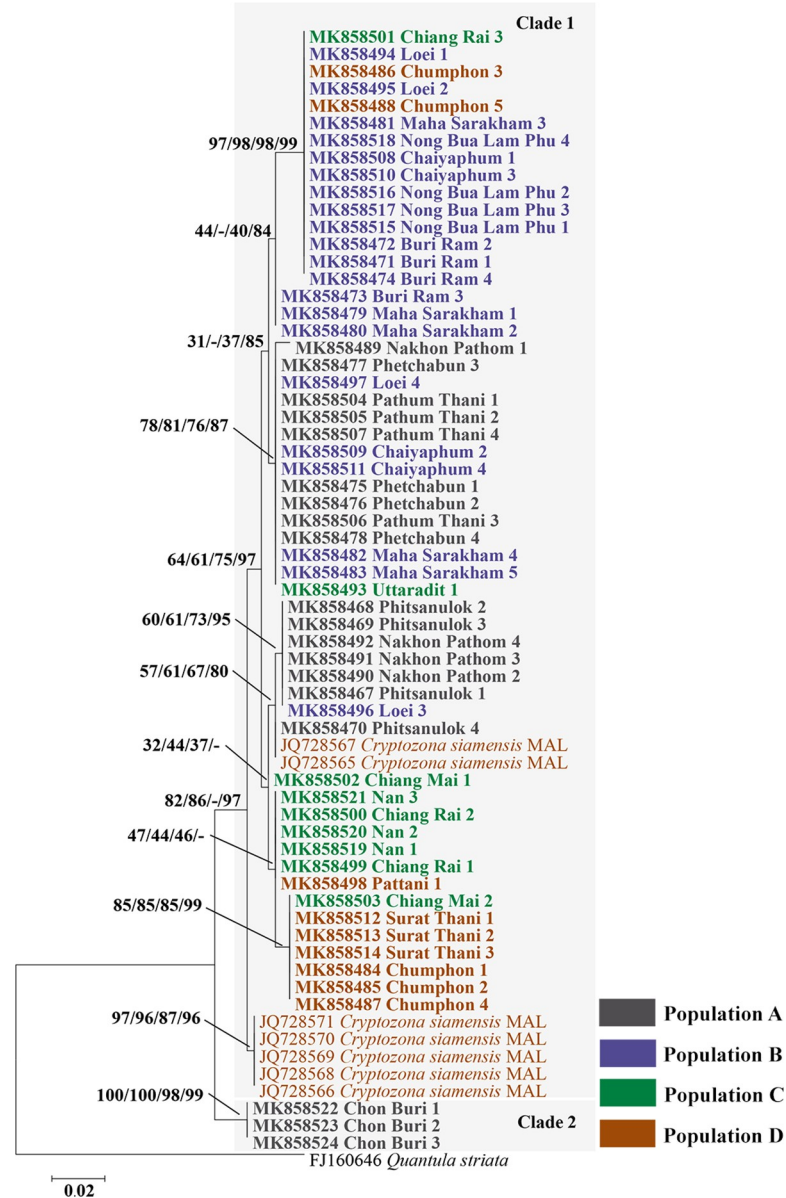 Clade 1
MK858501 Chiang Rai 3
MK858494 Loei 1
MK858486 Chumphon 3
MK858495 Loei 2
MK858488 Chumphon 5
MK858481 Maha Sarakham 3
97/98/98/99
MK858518 Nong Bua Lam Phu 4
MK858508 Chaiyaphum 1
MK858510 Chaiyaphum 3
MK858516 Nong Bua Lam Phu 2
MK858517 Nong Bua Lam Phu 3
MK858515 Nong Bua Lam Phu 1
44/-/40/84
MK858472 Buri Ram 2
MK858471 Buri Ram 1
MK858474 Buri Ram 4
MK858473 Buri Ram 3
MK858479 Maha Sarakham 1
MK858480 Maha Sarakham 2
31/-/37/85
MK858489 Nakhon Pathom 1
MK858477 Phetchabun 3
MK858497 Loei 4
MK858504 Pathum Thani 1
MK858505 Pathum Thani 2
78/81/76/87
MK858507 Pathum Thani 4
MK858509 Chaiyaphum 2
MK858511 Chaiyaphum 4
MK858475 Phetchabun 1
MK858476 Phetchabun 2
MK858506 Pathum Thani 3
MK858478 Phetchabun 4
64/61/75/97
MK858482 Maha Sarakham 4
MK858483 Maha Sarakham 5
MK858493 Uttaradit 1
MK858468 Phitsanulok 2
60/61/73/95
MK858469 Phitsanulok 3
MK858492 Nakhon Pathom 4
MK858491 Nakhon Pathom 3
57/61/67/80
MK858490 Nakhon Pathom 2
MK858467 Phitsanulok 1
MK858496 Loei 3
MK858470 Phitsanulok 4
32/44/37/-
JQ728567 Cryptozona siamensis MAL
JQ728565 Cryptozona siamensis MAL
MK858502 Chiang Mai 1
82/86/-/97
MK858521 Nan 3
MK858500 Chiang Rai 2
47/44/46/-
MK858520 Nan 2
MK858519 Nan 1
MK858499 Chiang Rai 1
MK858498 Pattani 1
85/85/85/99
MK858503 Chiang Mai 2
MK858512 Surat Thani 1
MK858513 Surat Thani 2
MK858514 Surat Thani 3
MK858484 Chumphon 1
MK858485 Chumphon 2
MK858487 Chumphon 4
97/96/87/96
JQ728571 Cryptozona siamensis MAL
JQ728570 Cryptozona siamensis MAL
JQ728569 Cryptozona siamensis MAL
JQ728568 Cryptozona siamensis MAL
JQ728566 Cryptozona siamensis MAL
100/100/98/99
MK858522 Chon Buri 1
MK858523 Chon Buri 2
MK858524 Chon Buri 3
Clade 2
FJ160646 Quantula striata
0.02
Population A
Population B
Population C
Population D